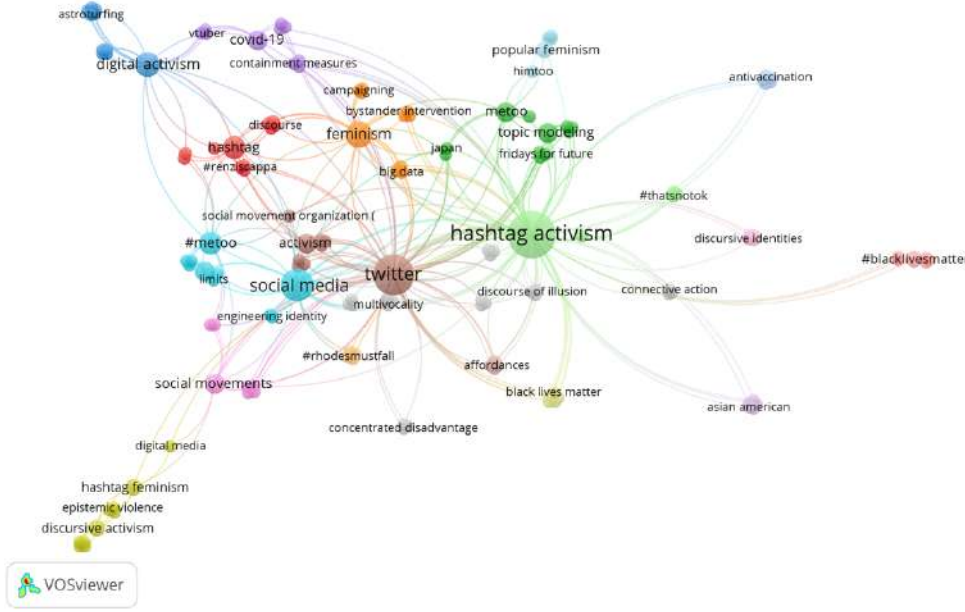 astroturfing
vtuber
covid-19
digital activism
containment measures
popular feminism
himtoo
antivaccination
campaigning
bystander intervention
metoo
discourse
feminism
topic modeling
hashtag
japan
fridays for future
#renziscappa
big data
#thatsnotok
social movement organization (
#metoo
activism
hashtag activism
discursive identities
#blacklivesmatter
limits
twitter
social media
discourse of illusion
connective action
multivocality
engineering identity
#rhodesmustfall
affordances
social movements
black lives matter
asian american
concentrated disadvantage
digital media
hashtag feminism
epistemic violence
discursive activism
VOSviewer